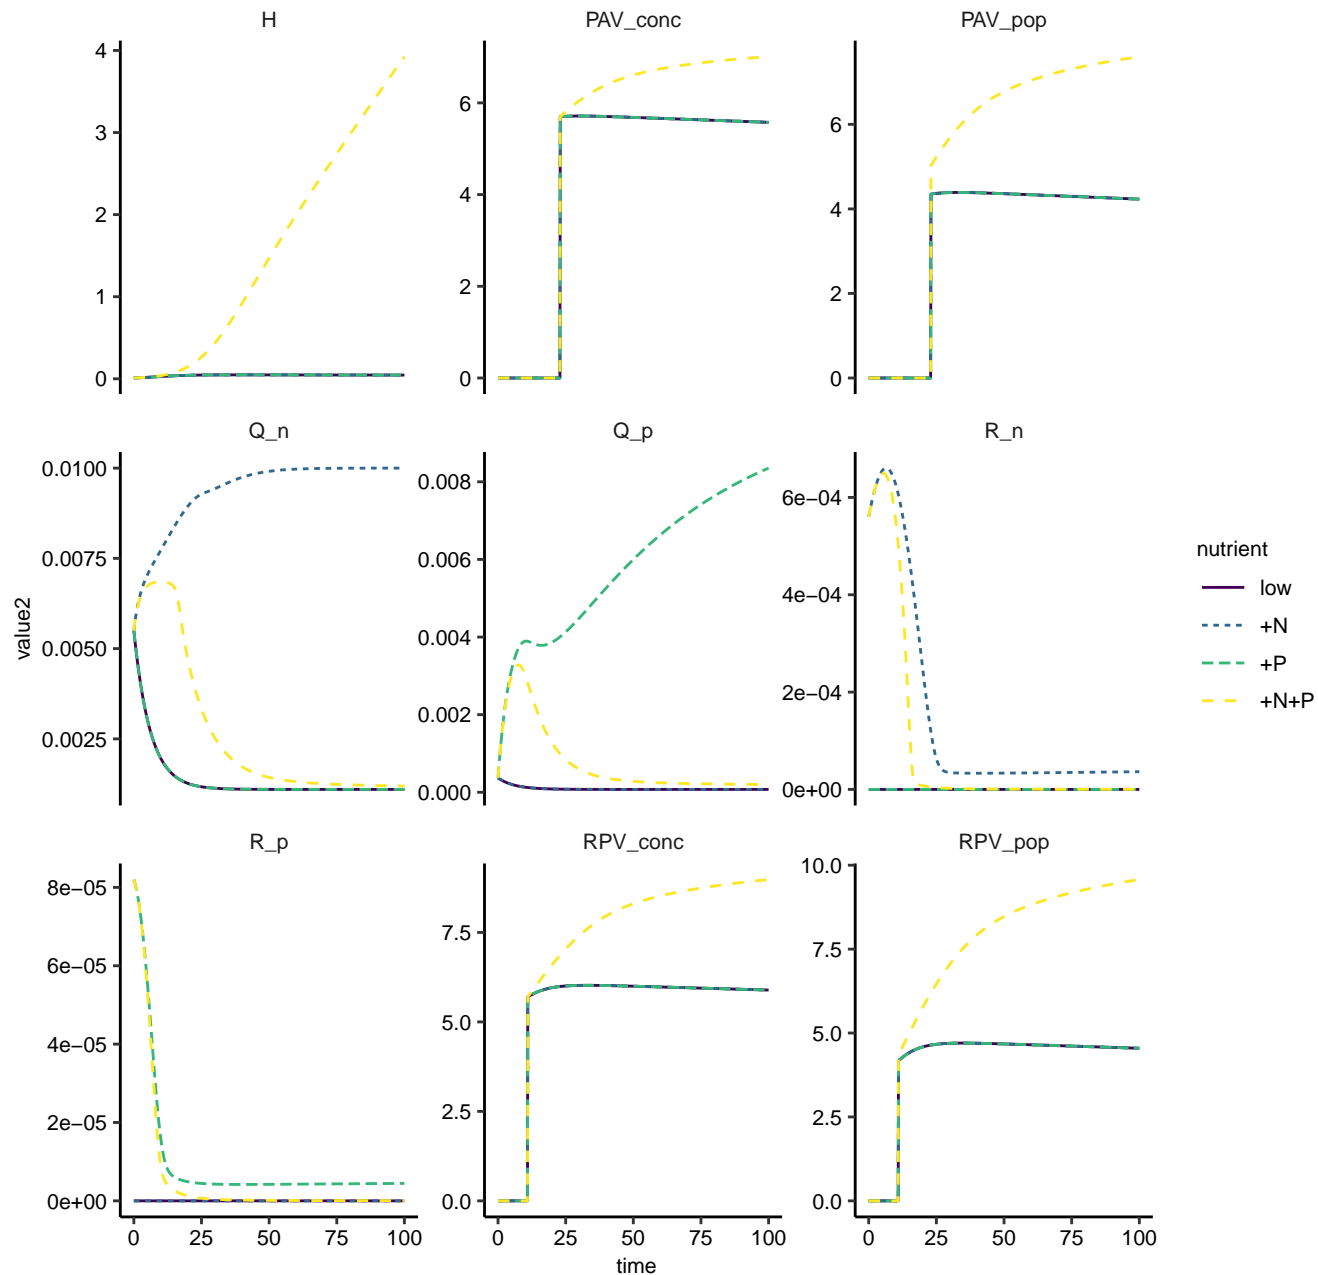 H PAV_conc PAV_pop
4
3
2
1
0
6
4
2
0
6
4
2
0
Q_n Q_p R_n
0.0100
0.0075
0.0050
0.0025
0.008
0.006
0.004
0.002
0.000
6e−04
4e−04
2e−04
0e+00
R_p RPV_conc RPV_pop
8e−05
6e−05
4e−05
2e−05
0e+00
7.5
5.0
2.5
0.0
10.0
7.5
5.0
2.5
0.0
0 25 50 75 100
0 25 50 75 100
0 25 50 75 100
time
value2
nutrient
low
+N
+P
+N+P